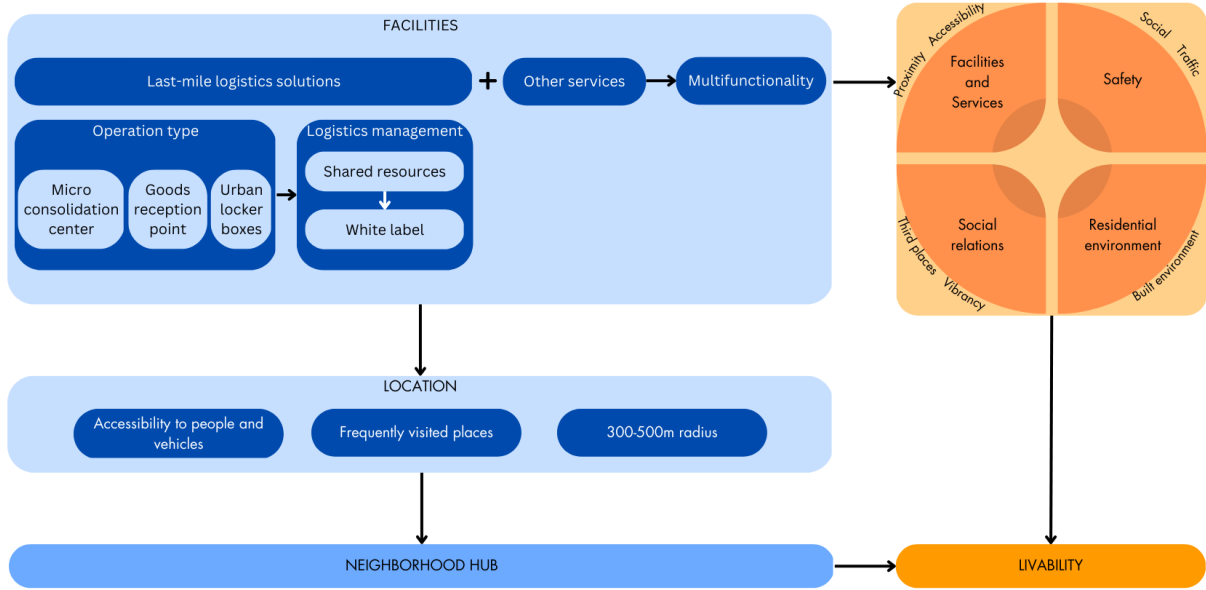 FACILITIES
Last-mile logistics solutions
+
Other services
Multifunctionality
Operation type
Micro
consolidation
center
Goods
reception
point
Urban
locker
boxes
Logistics management
Shared resources
White label
Proximity Accessibility
Social Traffic
Facilities
and
Services
Safety
Social
relations
Residential
environment
Third places Vibrancy
Built environment
LOCATION
Accessibility to people and
vehicles
Frequently visited places
300-500m radius
NEIGHBORHOOD HUB
LIVABILITY